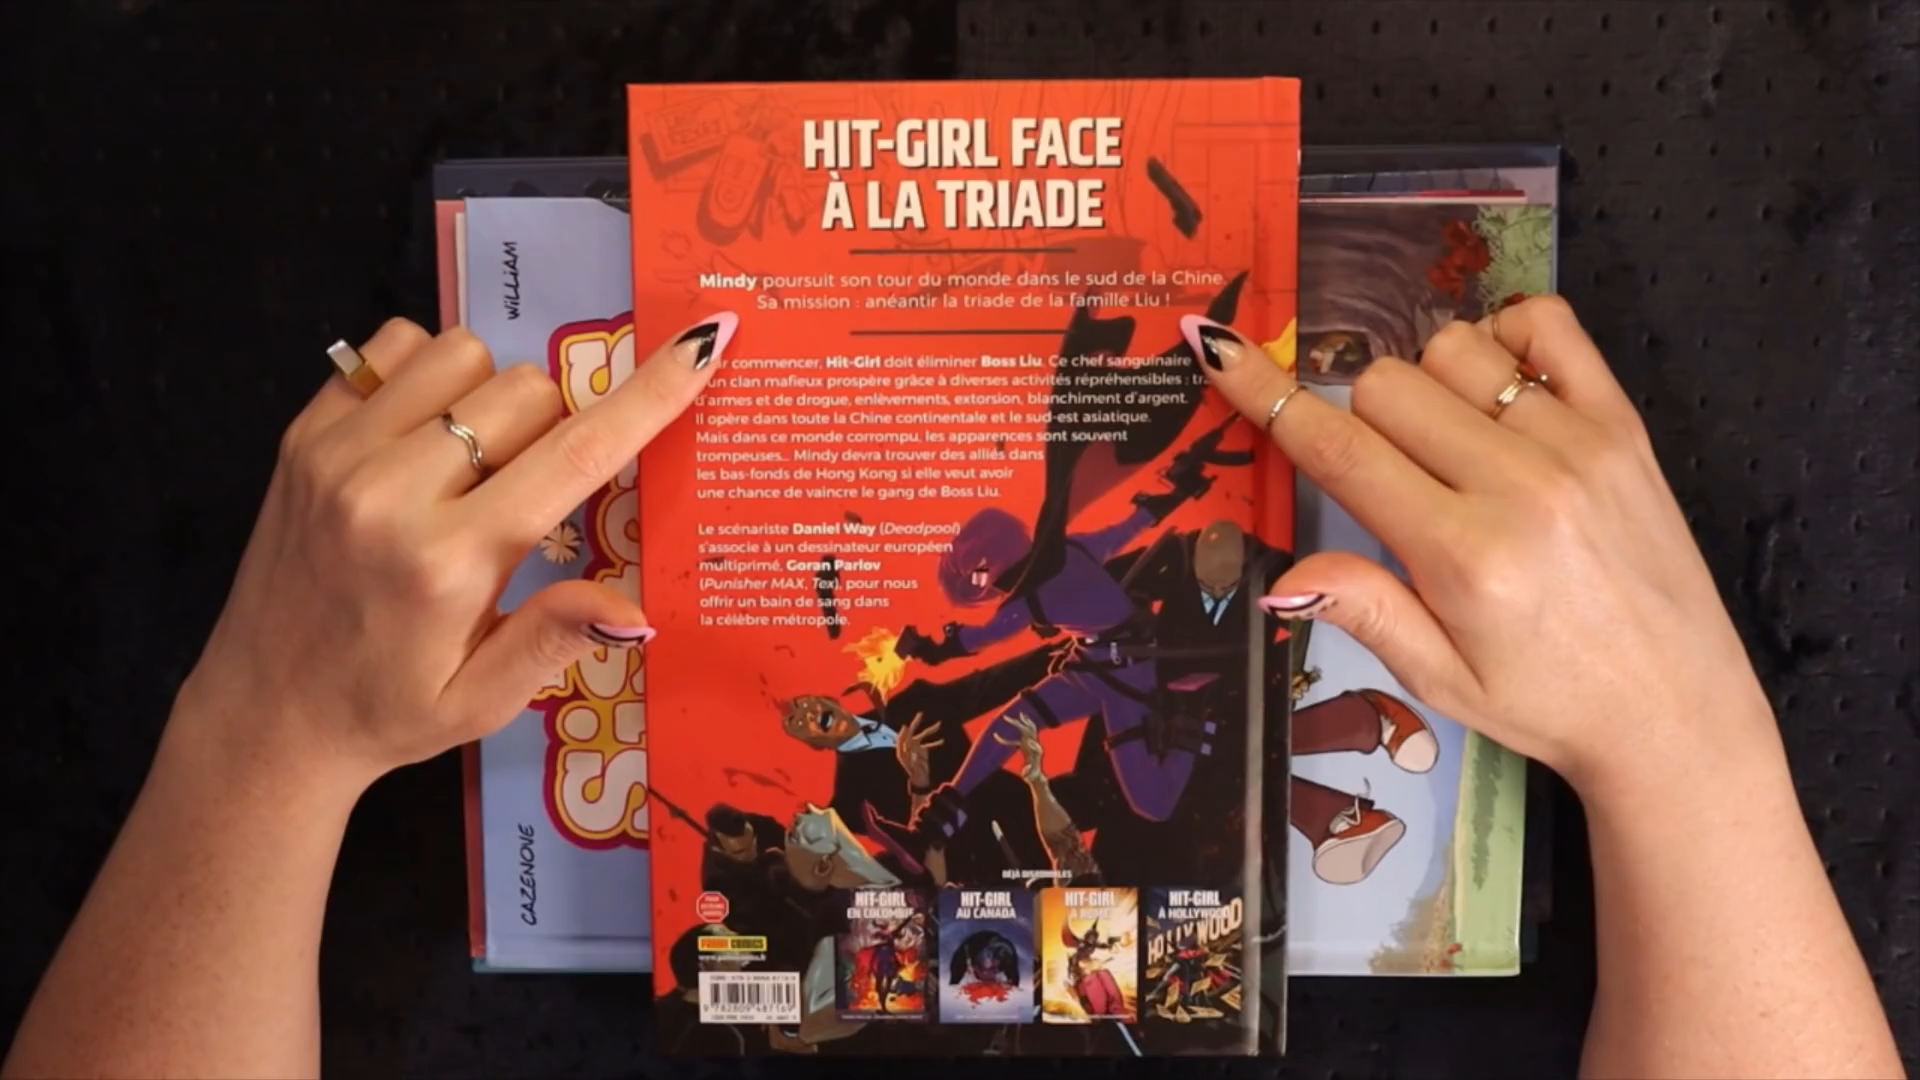 HIT-GIRL FACE
À LA TRIADE
Mindy poursuit son tour du monde dans le sud de la Chine.
Sa mission : anéantir la triade de la famille Liu !
commencer, Hit-Girl doit éliminer Boss Liu. Ce chef sanguinaire
un clan mafieux prospère grâce à diverses activités répréhensibles :
d'armes et de drogue, enlèvements, extorsion, blanchiment d'argent.
Il opère dans toute la Chine continentale et le sud-est asiatique.
Mais dans ce monde corrompu, les apparences sont souvent
trompeuses... Mindy devra trouver des alliés dans
les bas-fonds de Hong Kong si elle veut avoir
une chance de vaincre le gang de Boss Liu.
Le scénariste Daniel Way (Deadpool)
s'associe à un dessinateur européen
multiprimé, Goran Parlov
(Punisher MAX, Tex), pour nous
offrir un bain de sang dans
la célèbre métropole.
DÉJÀ DISPONIBLES
HIT-GIRL
EN COLOMBIE
HIT-GIRL
AU CANADA
HIT-GIRL
À ROME
HIT-GIRL
À HOLLYWOOD
HOLLYWOOD
PANINI COMICS
9 782809 487169
WILLIAM
CAZENOVE